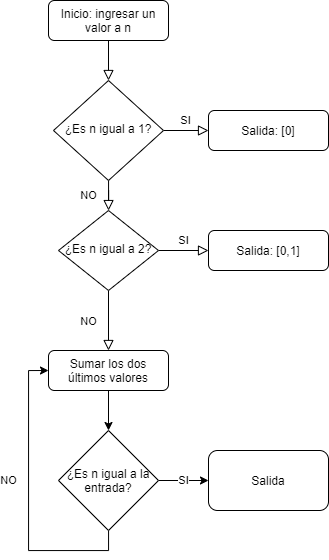 Inicio: ingresar un
valor a n
¿Es n igual a 1?
SI
Salida: [0]
NO
¿Es n igual a 2?
SI
Salida: [0,1]
NO
Sumar los dos
últimos valores
¿Es n igual a la
entrada?
SI
Salida
NO